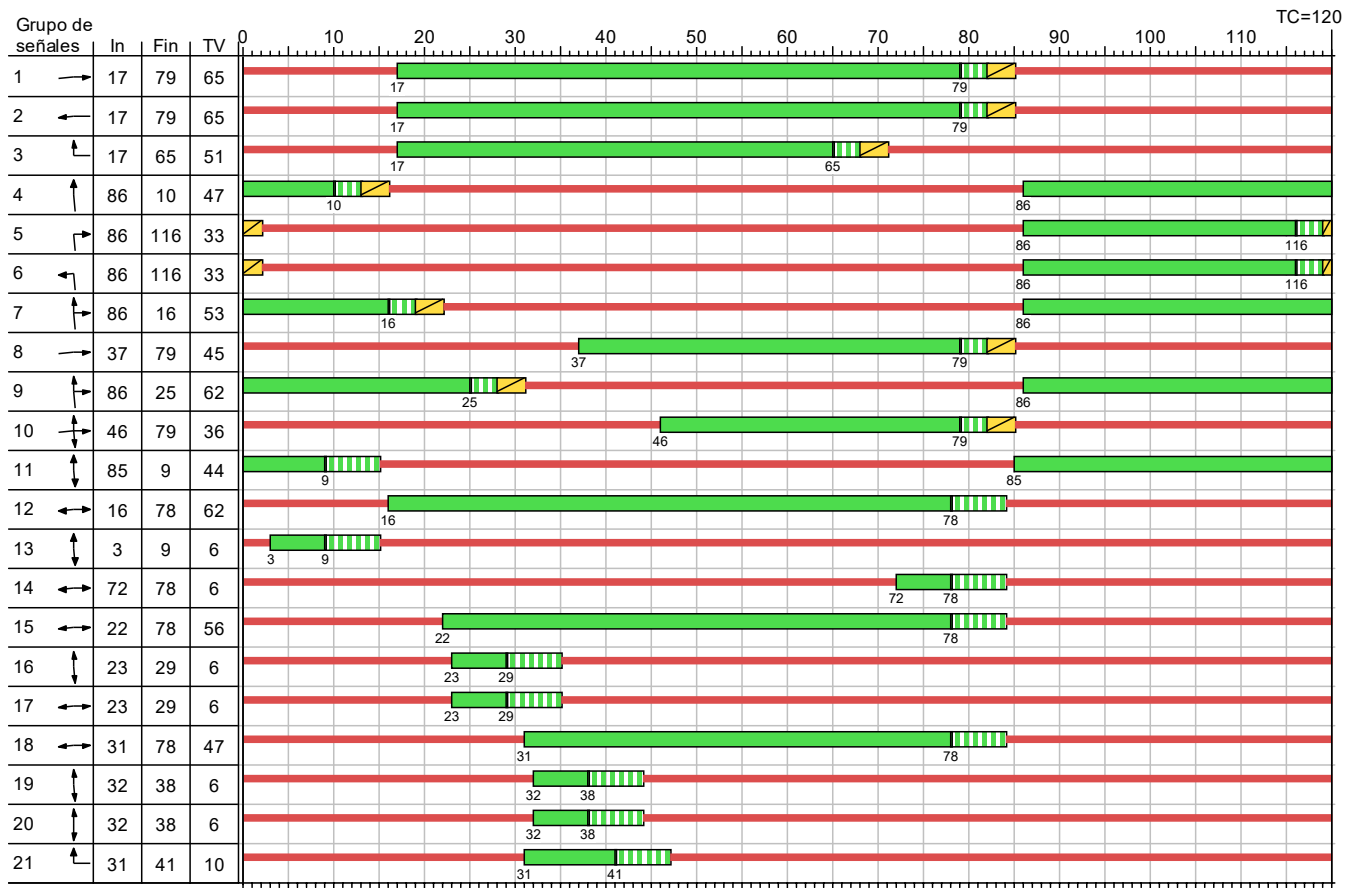 TC=120
Grupo de
señales In Fin TV 0 10 20 30 40 50 60 70 80 90 100 110
1 17 79 65
17 79
2 17 79 65
17 79
3 17 65 51
17 65
4 86 10 47
10 86
5 86 116 33
86 116
6 86 116 33
86 116
7 86 16 53
16 86
8 37 79 45
37 79
9 86 25 62
25 86
10 46 79 36
46 79
11 85 9 44
9 85
12 16 78 62
16 78
13 3 9 6
3 9
14 72 78 6
72 78
15 22 78 56
22 78
16 23 29 6
23 29
17 23 29 6
23 29
18 31 78 47
31 78
19 32 38 6
32 38
20 32 38 6
32 38
21 31 41 10
31 41